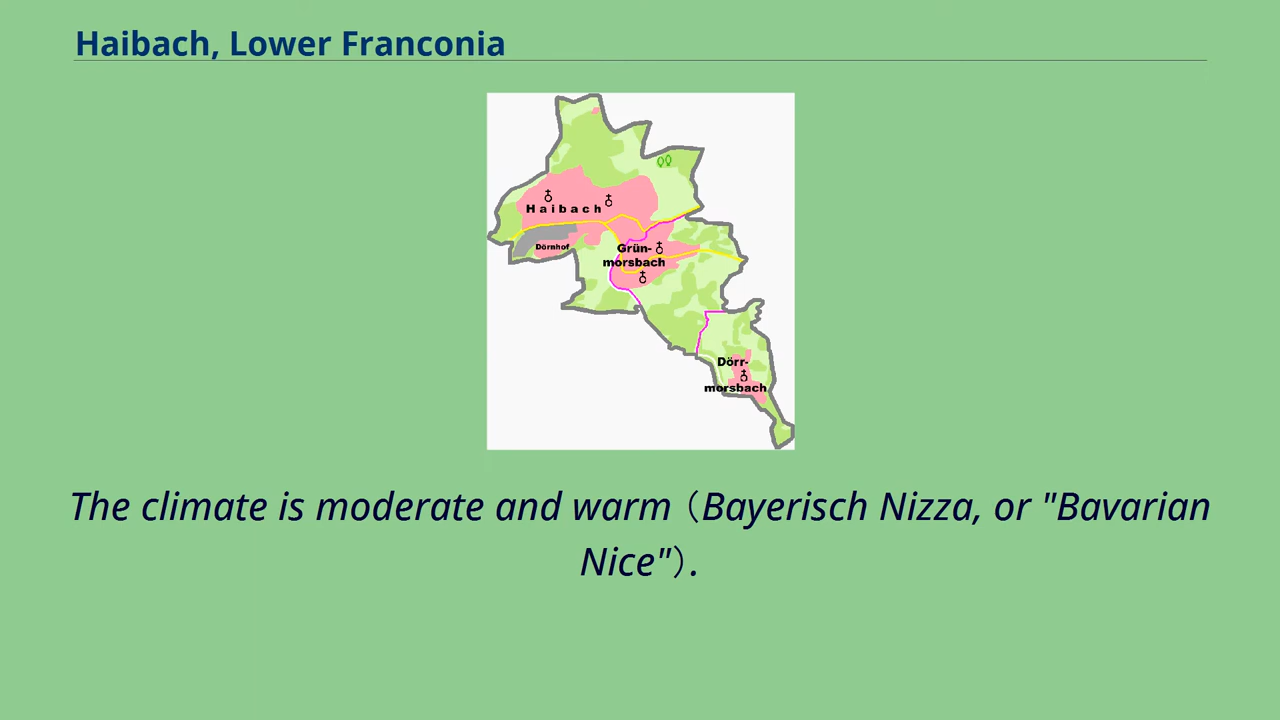 Haibach, Lower Franconia
Haibach
Dörnhof
Grün-
morsbach
Dörr-
morsbach
The climate is moderate and warm（Bayerisch Nizza, or "Bavarian
Nice"）.